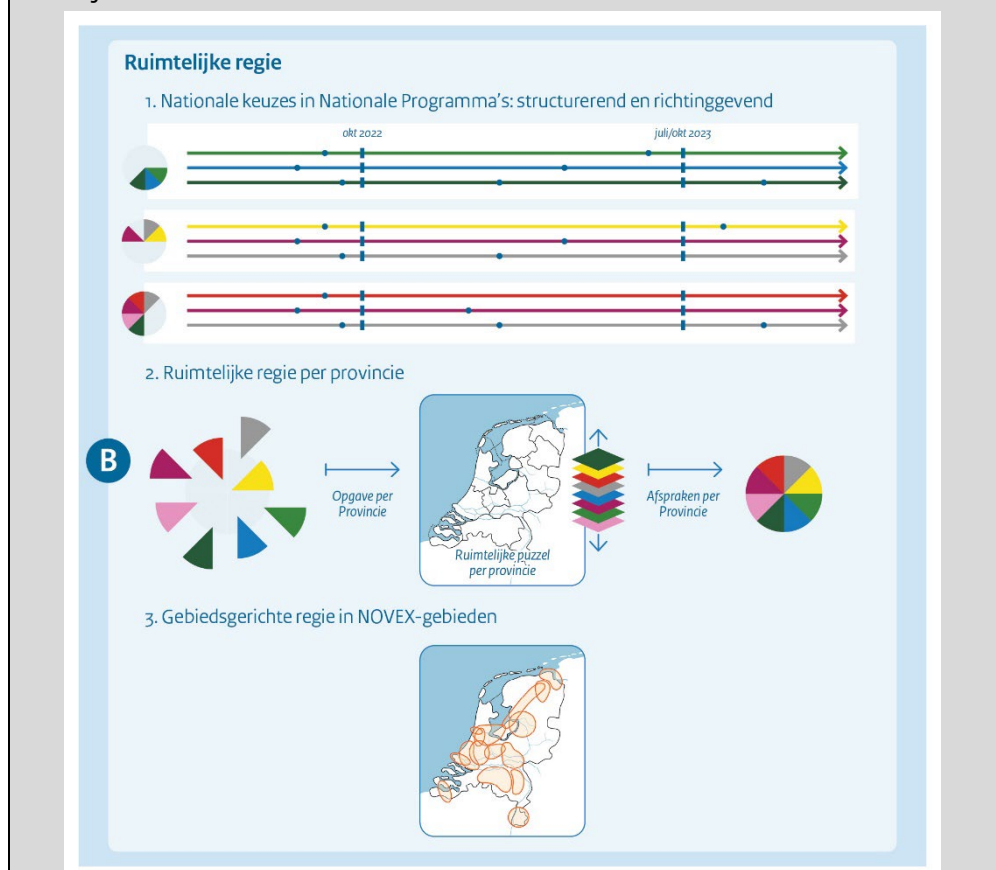 Ruimtelijke regie
1. Nationale keuzes in Nationale Programma's: structurerend en richtinggevend
okt 2022
juli/okt 2023
2. Ruimtelijke regie per provincie
B
Opgave per
Provincie
Ruimtelijke puzzel
per provincie
Afspraken per
Provincie
3. Gebiedsgerichte regie in NOVEX-gebieden